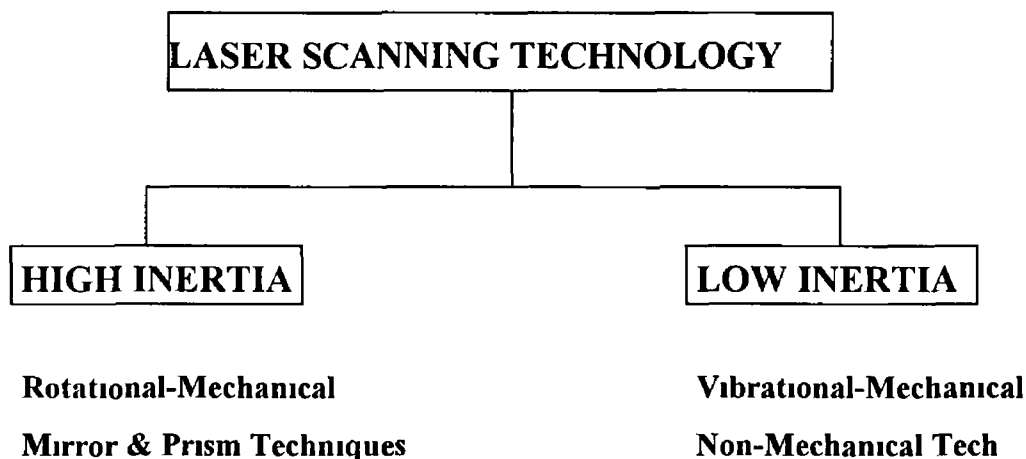 LASER SCANNING TECHNOLOGY
HIGH INERTIA
LOW INERTIA
Rotational-Mechanical
Vibrational-Mechanical
Mirror & Prism Techniques
Non-Mechanical Tech